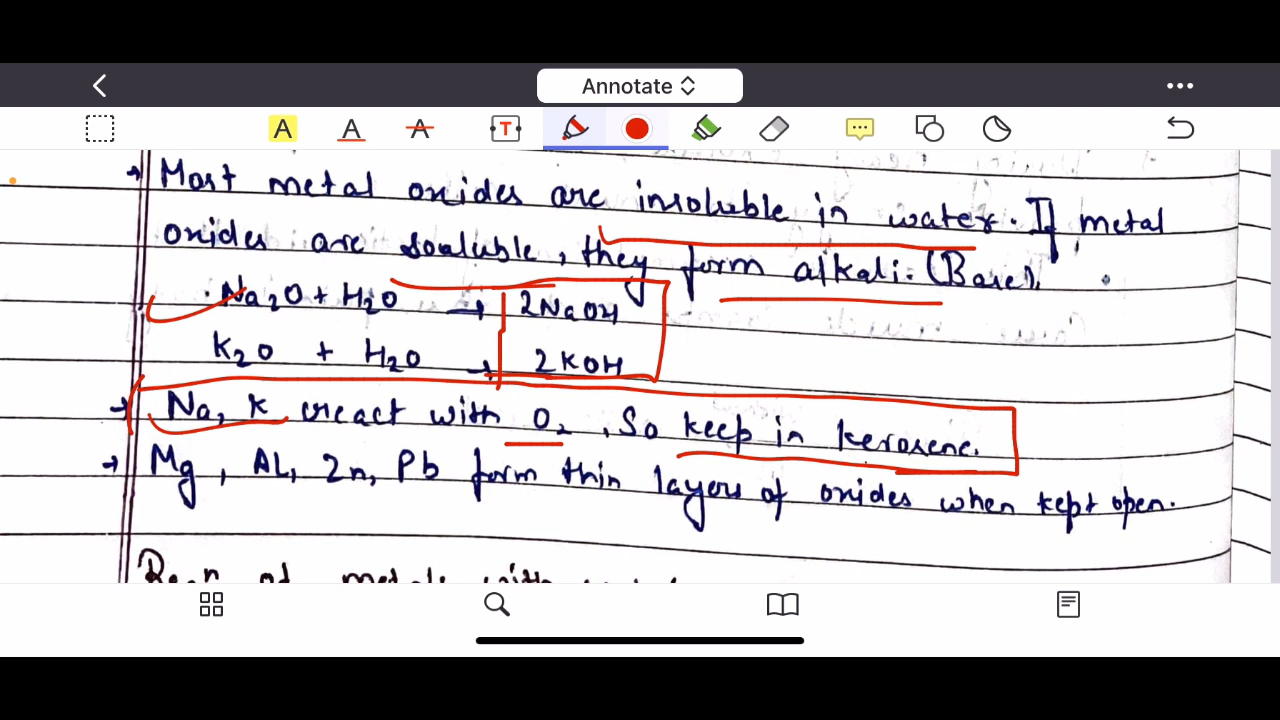 Annotate
→ Most metal oxides are insoluble in water. If metal
oxides are soaluble, they form alkali. (Base).
Na₂O + H₂O → 2NaOH
K₂O + H₂O → 2KOH
→ Na, K react with O₂, So keep in kerosene.
→ Mg, AL, Zn, Pb form thin layers of oxides when kept open.
metals with